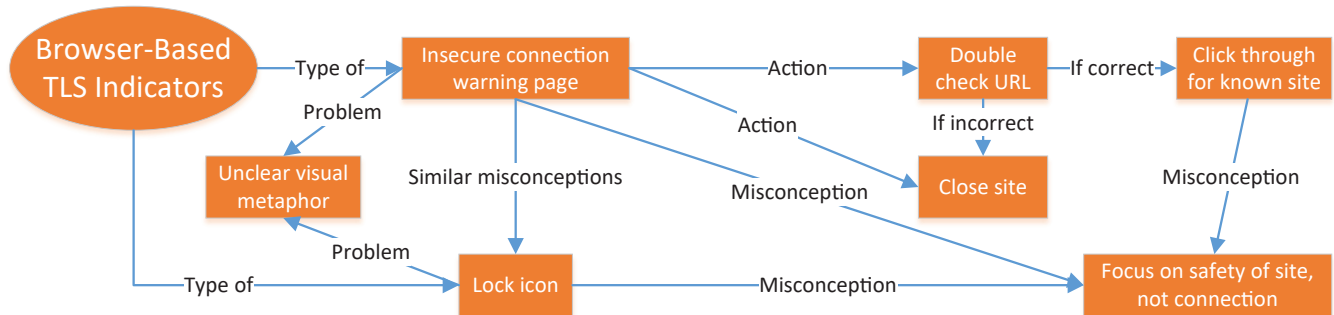 Browser-Based
TLS Indicators
Type of
Insecure connection
warning page
Action
Double
check URL
If correct
Click through
for known site
Problem
Action
If incorrect
Unclear visual
metaphor
Similar misconceptions
Misconception
Close site
Misconception
Problem
Type of
Lock icon
Misconception
Focus on safety of site,
not connection